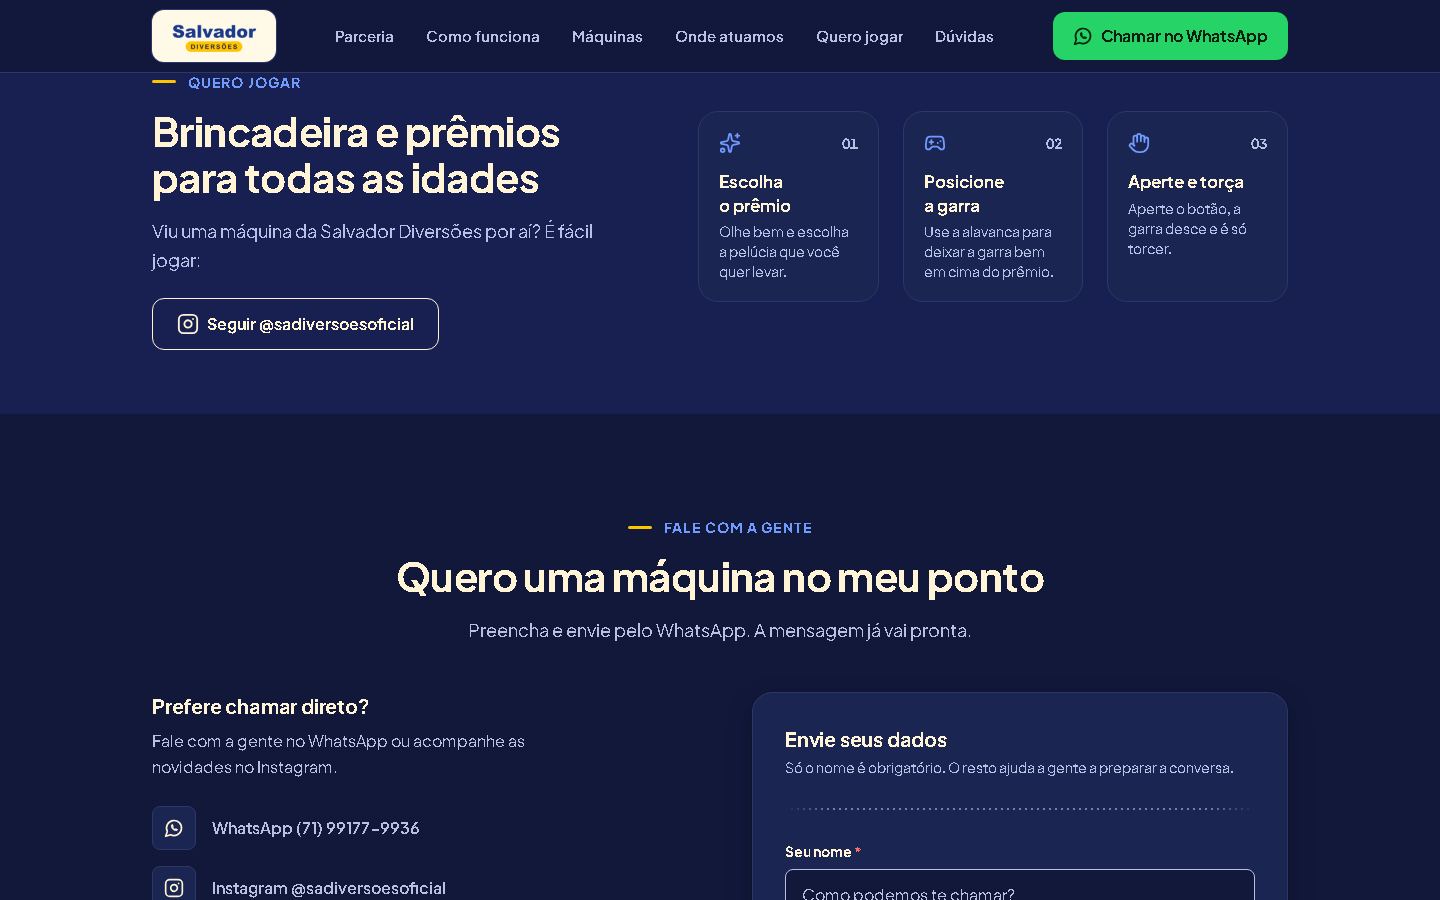 Salvador
DIVERSÕES
Parceria
Como funciona
Máquinas
Onde atuamos
Quero jogar
Dúvidas
Chamar no WhatsApp
QUERO JOGAR
Brincadeira e prêmios
para todas as idades
Viu uma máquina da Salvador Diversões por aí? É fácil
jogar:
Seguir @sadiversoesoficial
01
Escolha
o prêmio
Olhe bem e escolha
a pelúcia que você
quer levar.
02
Posicione
a garra
Use a alavanca para
deixar a garra bem
em cima do prêmio.
03
Aperte e torça
Aperte o botão, a
garra desce e é só
torcer.
FALE COM A GENTE
Quero uma máquina no meu ponto
Preencha e envie pelo WhatsApp. A mensagem já vai pronta.
Prefere chamar direto?
Fale com a gente no WhatsApp ou acompanhe as
novidades no Instagram.
WhatsApp (71) 99177-9936
Instagram @sadiversoesoficial
Envie seus dados
Só o nome é obrigatório. O resto ajuda a gente a preparar a conversa.
Seu nome *
Como podemos te chamar?